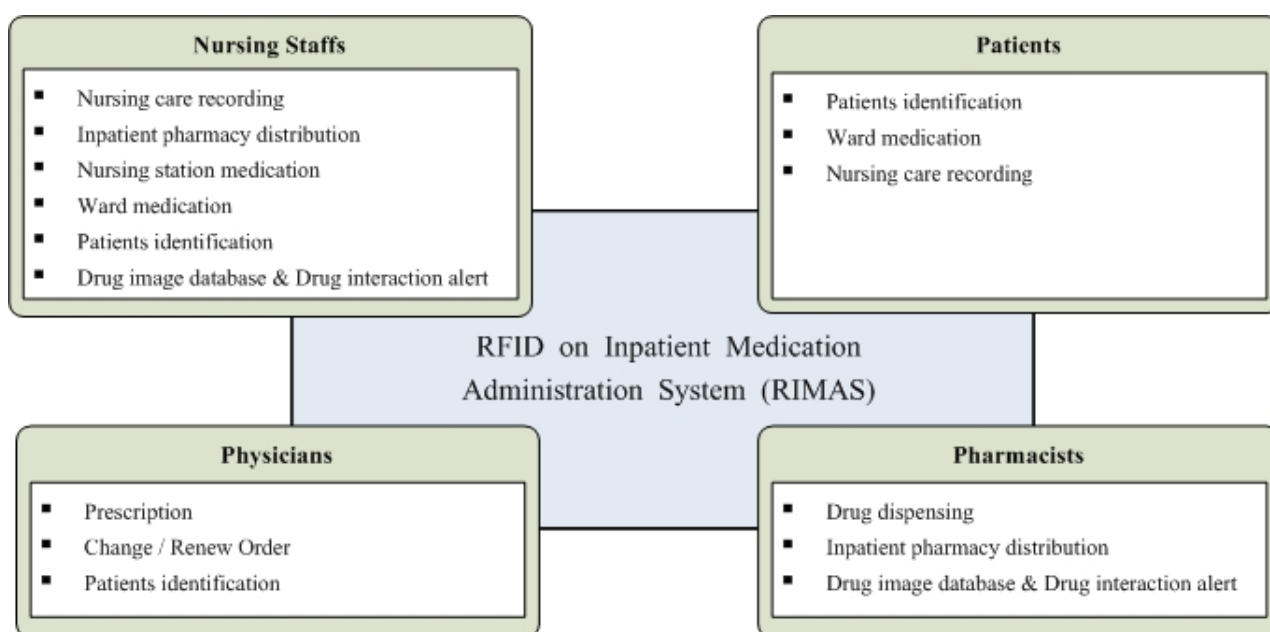 Nursing Staffs
Nursing care recording
Inpatient pharmacy distribution
Nursing station medication
Ward medication
Patients identification
Drug image database & Drug interaction alert
Patients
Patients identification
Ward medication
Nursing care recording
RFID on Inpatient Medication
Administration System (RIMAS)
Physicians
Prescription
Change / Renew Order
Patients identification
Pharmacists
Drug dispensing
Inpatient pharmacy distribution
Drug image database & Drug interaction alert